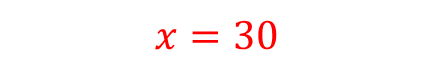 x = 30